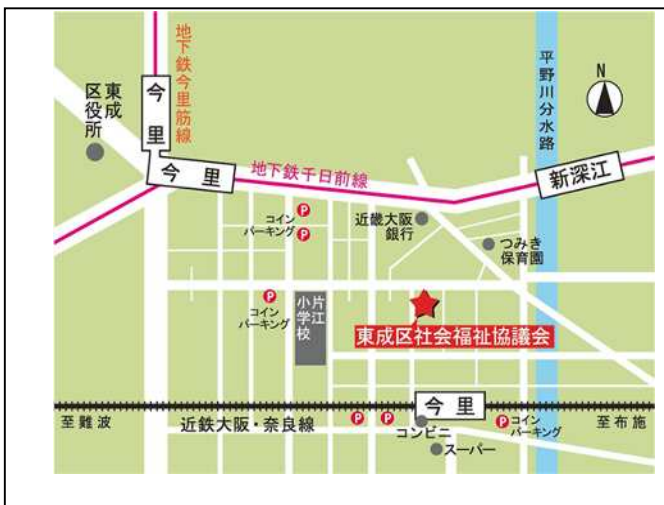 地下鉄今里筋線
今里
東成
区役所
今里
地下鉄千日前線
平野川分水路
N
新深江
P
コイン
パーキング
P
近畿大阪
銀行
つみき
保育園
P
コイン
パーキング
片江
小学校
東成区社会福祉協議会
今里
至難波
近鉄大阪・奈良線
P
P
コンビニ
スーパー
P
コイン
パーキング
至布施